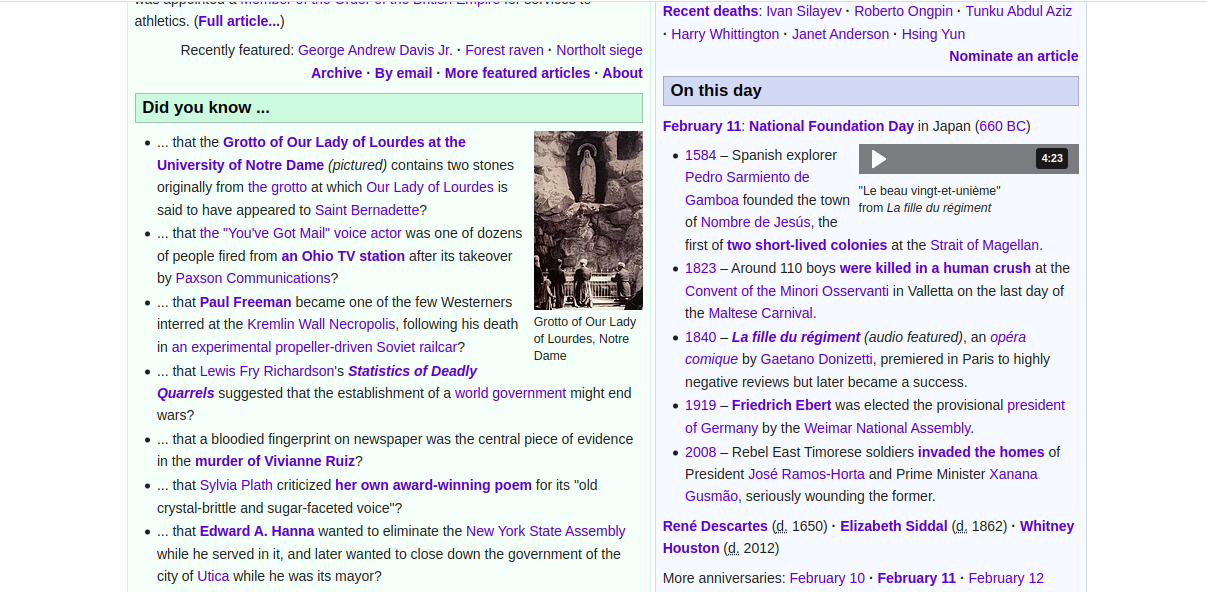 was appointed a Member of the Order of the British Empire for services to
athletics. (Full article...)
Recently featured: George Andrew Davis Jr. · Forest raven · Northolt siege
Archive · By email · More featured articles · About
Did you know ...
... that the Grotto of Our Lady of Lourdes at the
University of Notre Dame (pictured) contains two stones
originally from the grotto at which Our Lady of Lourdes is
said to have appeared to Saint Bernadette?
... that the "You've Got Mail" voice actor was one of dozens
of people fired from an Ohio TV station after its takeover
by Paxson Communications?
... that Paul Freeman became one of the few Westerners
interred at the Kremlin Wall Necropolis, following his death
in an experimental propeller-driven Soviet railcar?
... that Lewis Fry Richardson's Statistics of Deadly
Quarrels suggested that the establishment of a world government might end
wars?
... that a bloodied fingerprint on newspaper was the central piece of evidence
in the murder of Vivianne Ruiz?
... that Sylvia Plath criticized her own award-winning poem for its "old
crystal-brittle and sugar-faceted voice"?
... that Edward A. Hanna wanted to eliminate the New York State Assembly
while he served in it, and later wanted to close down the government of the
city of Utica while he was its mayor?
Grotto of Our Lady
of Lourdes, Notre
Dame
Recent deaths: Ivan Silayev · Roberto Ongpin · Tunku Abdul Aziz
· Harry Whittington · Janet Anderson · Hsing Yun
Nominate an article
On this day
February 11: National Foundation Day in Japan (660 BC)
1584 – Spanish explorer
Pedro Sarmiento de
Gamboa founded the town
of Nombre de Jesús, the
first of two short-lived colonies at the Strait of Magellan.
4:23
"Le beau vingt-et-unième"
from La fille du régiment
1823 – Around 110 boys were killed in a human crush at the
Convent of the Minori Osservanti in Valletta on the last day of
the Maltese Carnival.
1840 – La fille du régiment (audio featured), an opéra
comique by Gaetano Donizetti, premiered in Paris to highly
negative reviews but later became a success.
1919 – Friedrich Ebert was elected the provisional president
of Germany by the Weimar National Assembly.
2008 – Rebel East Timorese soldiers invaded the homes of
President José Ramos-Horta and Prime Minister Xanana
Gusmão, seriously wounding the former.
René Descartes (d. 1650) · Elizabeth Siddal (d. 1862) · Whitney
Houston (d. 2012)
More anniversaries: February 10 · February 11 · February 12